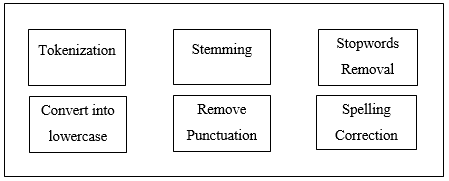 Tokenization
Stemming
Stopwords
Removal
Convert into
lowercase
Remove
Punctuation
Spelling
Correction